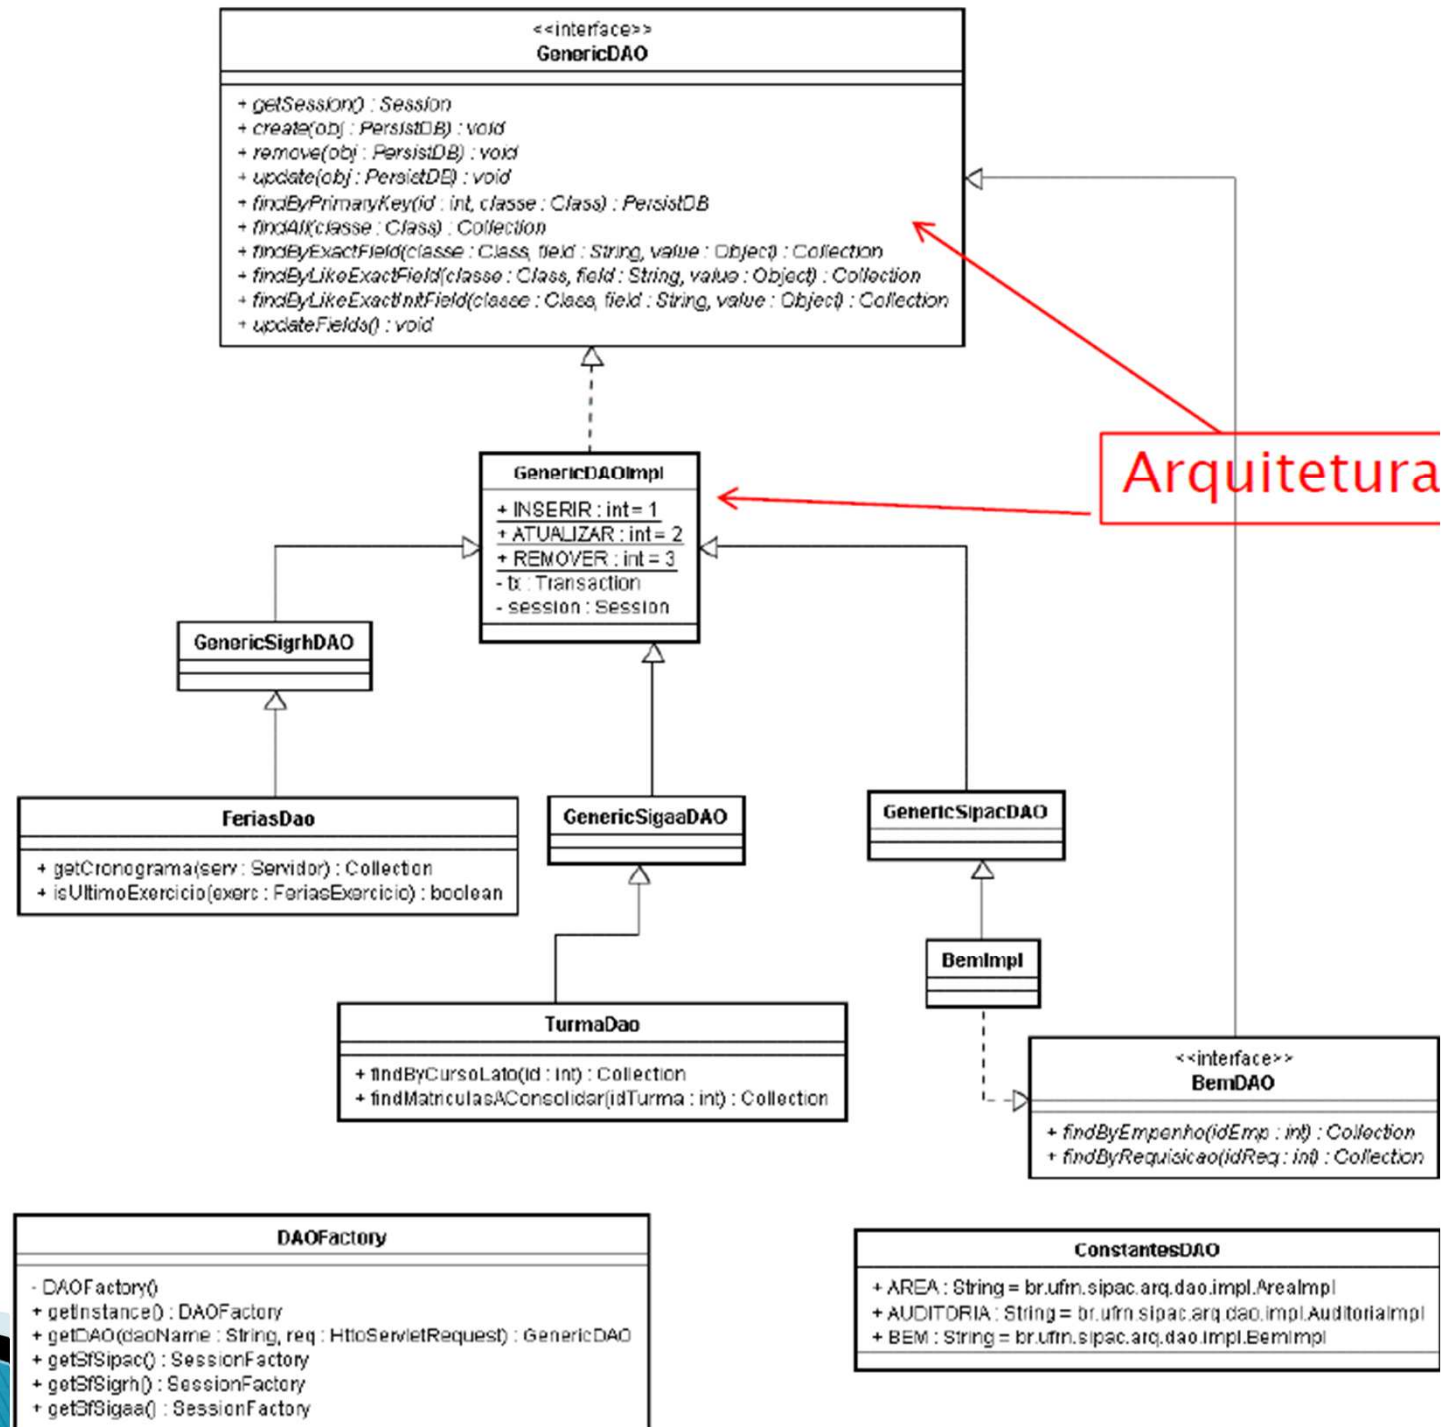 <<interface>>
GenericDAO
+ getSession() : Session
+ create(obj : PersistDB) : void
+ remove(obj : PersistDB) : void
+ update(obj : PersistDB) : void
+ findByPrimaryKey(id : int, classe : Class) : PersistDB
+ findAll(classe : Class) : Collection
+ findByExactField(classe : Class, field : String, value : Object) : Collection
+ findByLikeExactField(classe : Class, field : String, value : Object) : Collection
+ findByLikeExactInitField(classe : Class, field : String, value : Object) : Collection
+ updateFields() : void
Arquitetura
GenericDAOImpl
+ INSERIR : int = 1
+ ATUALIZAR : int = 2
+ REMOVER : int = 3
- tx : Transaction
- session : Session
GenericSigrhDAO
FeriasDao
+ getCronograma(serv : Servidor) : Collection
+ isUltimoExercicio(exerc : FeriasExercicio) : boolean
GenericSigaaDAO
GenericSipacDAO
BemImpl
TurmaDao
+ findByCursoLato(id : int) : Collection
+ findMatriculasAConsolidar(idTurma : int) : Collection
<<interface>>
BemDAO
+ findByEmpenho(idEmp : int) : Collection
+ findByRequisicao(idReq : int) : Collection
DAOFactory
- DAOFactory()
+ getInstance() : DAOFactory
+ getDAO(daoName : String, req : HttpServletRequest) : GenericDAO
+ getSfSipac() : SessionFactory
+ getSfSigrh() : SessionFactory
+ getSfSigaa() : SessionFactory
ConstantesDAO
+ AREA : String = br.ufrn.sipac.arq.dao.impl.AreaImpl
+ AUDITORIA : String = br.ufrn.sipac.arq.dao.impl.AuditoriaImpl
+ BEM : String = br.ufrn.sipac.arq.dao.impl.BemImpl